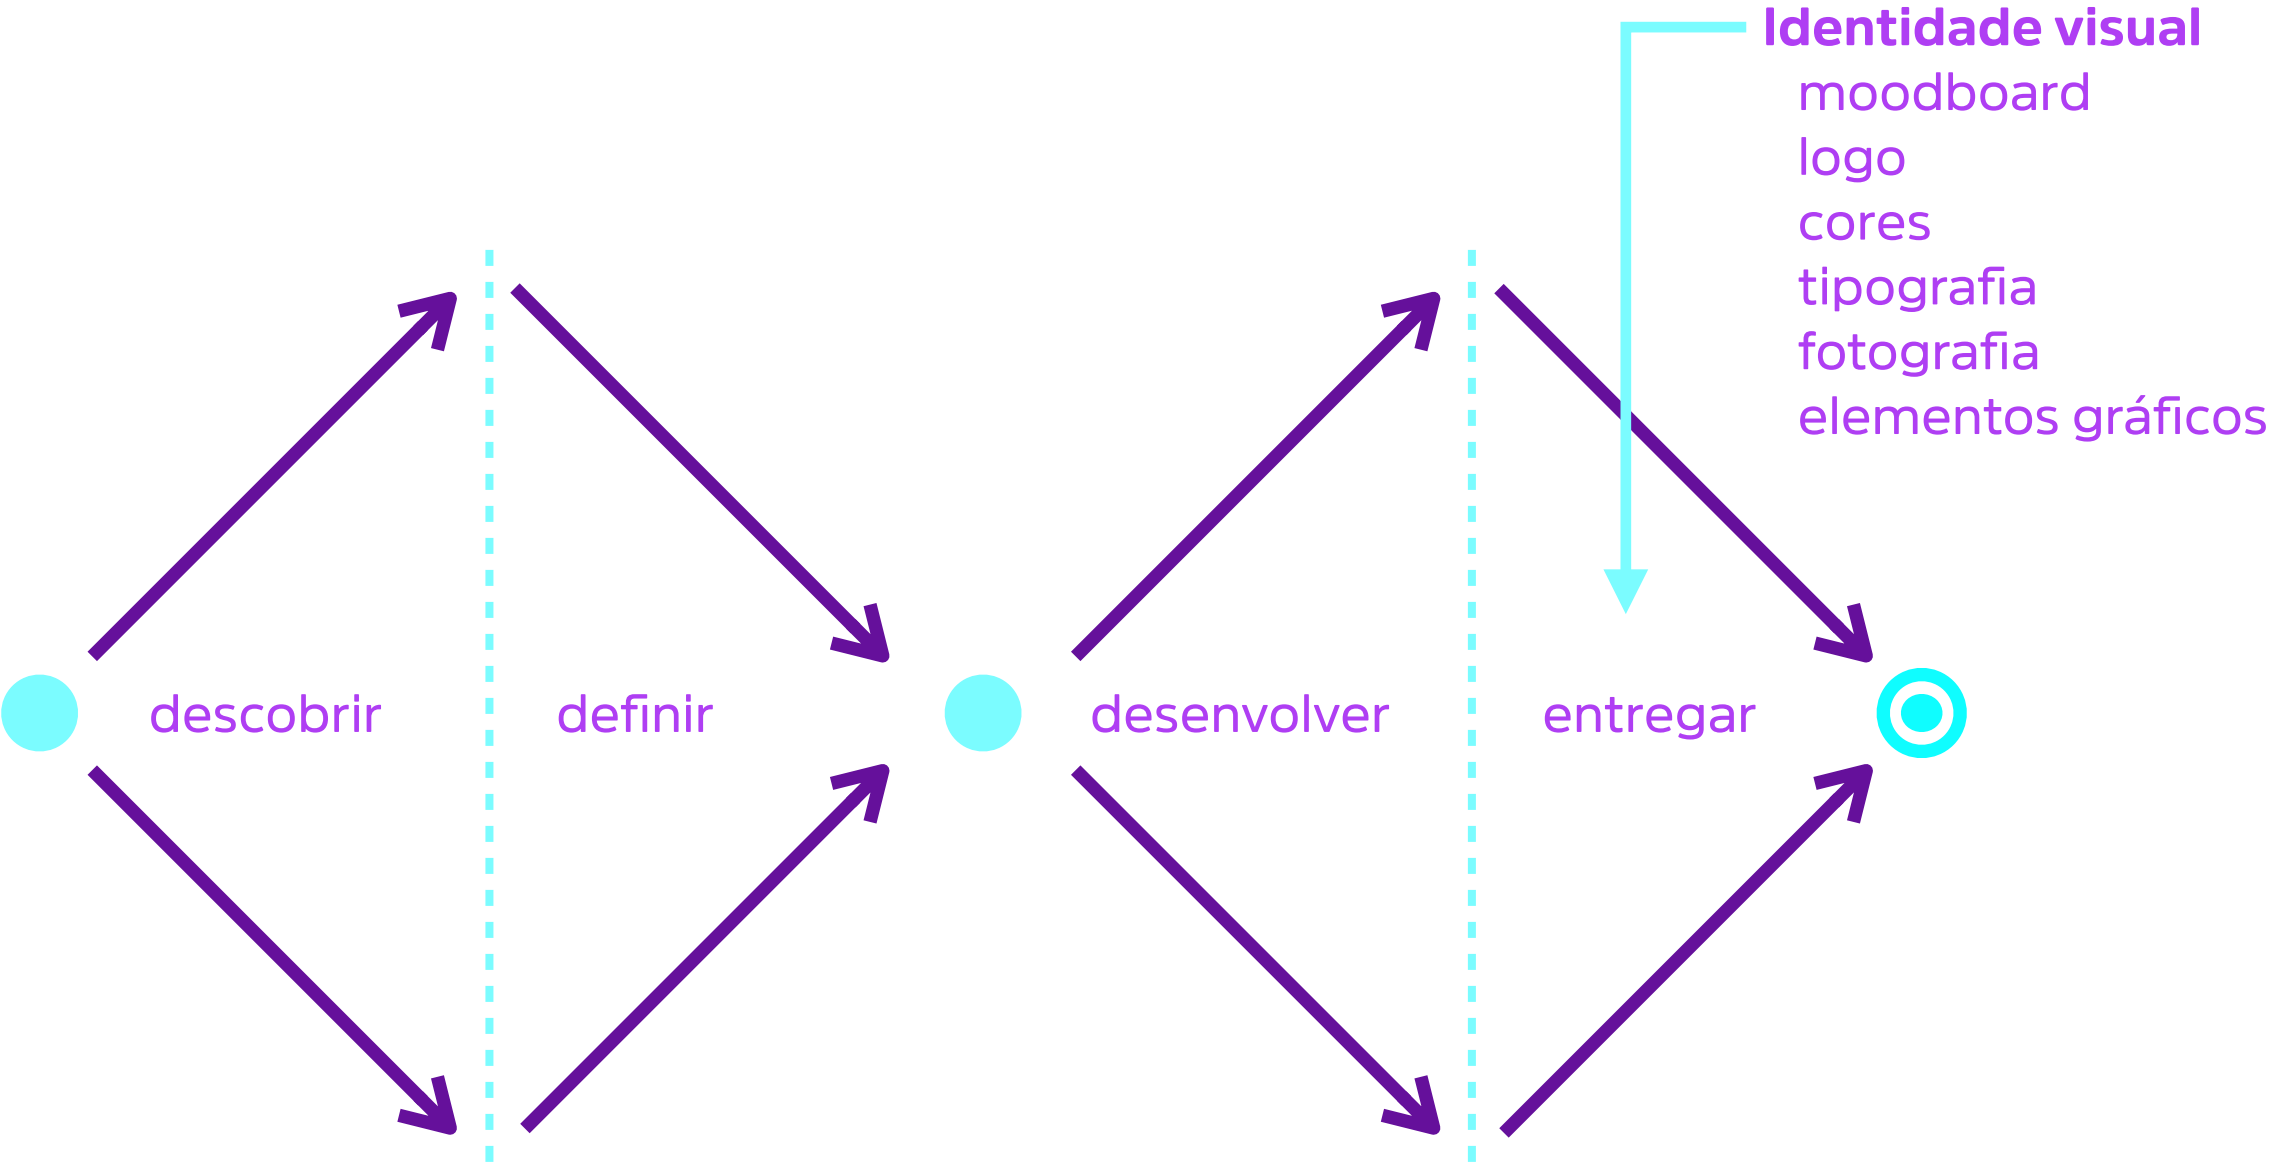 Identidade visual
moodboard
logo
cores
tipografia
fotografia
elementos gráficos
descobrir
definir
desenvolver
entregar